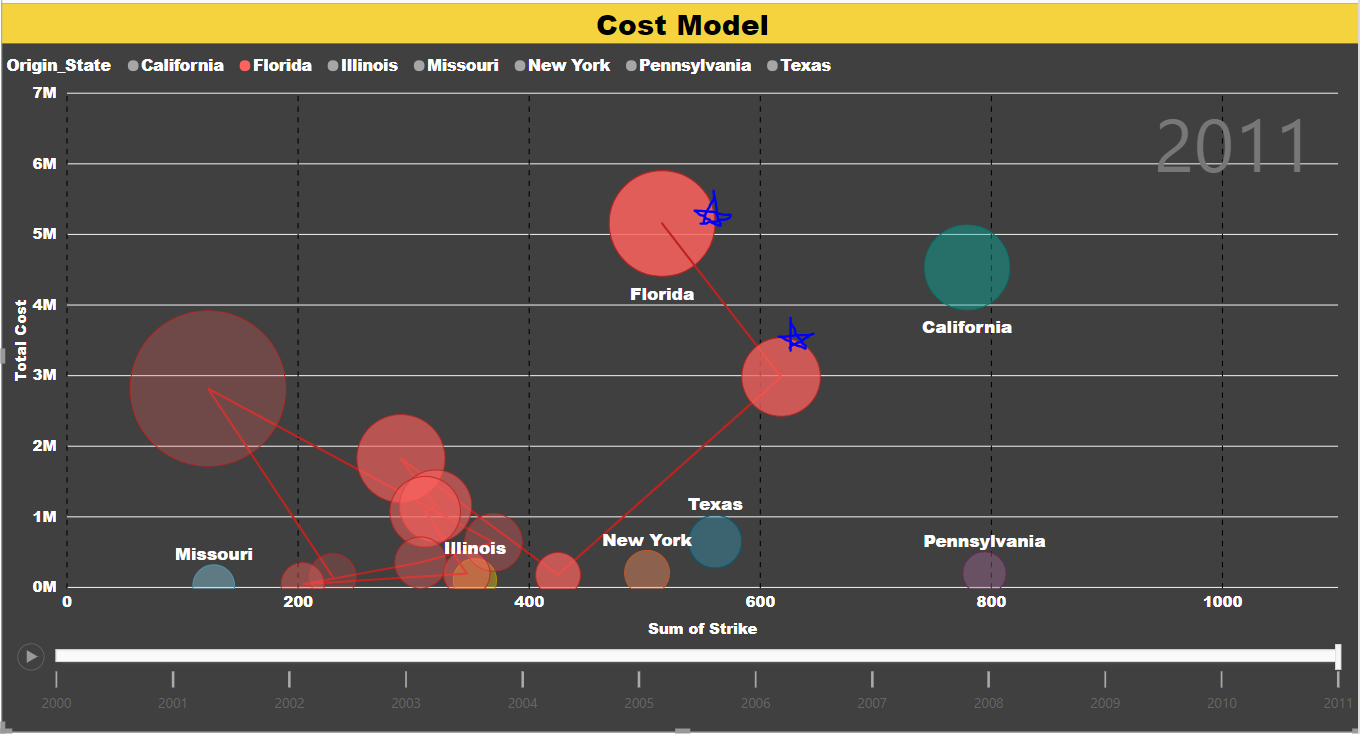 Cost Model
Origin_State California Florida Illinois Missouri New York Pennsylvania Texas
2011
7M
6M
5M
4M
3M
2M
1M
0M
Total Cost
Florida
California
Texas
New York
Pennsylvania
Illinois
Missouri
0 200 400 600 800 1000
Sum of Strike
2000 2001 2002 2003 2004 2005 2006 2007 2008 2009 2010 2011